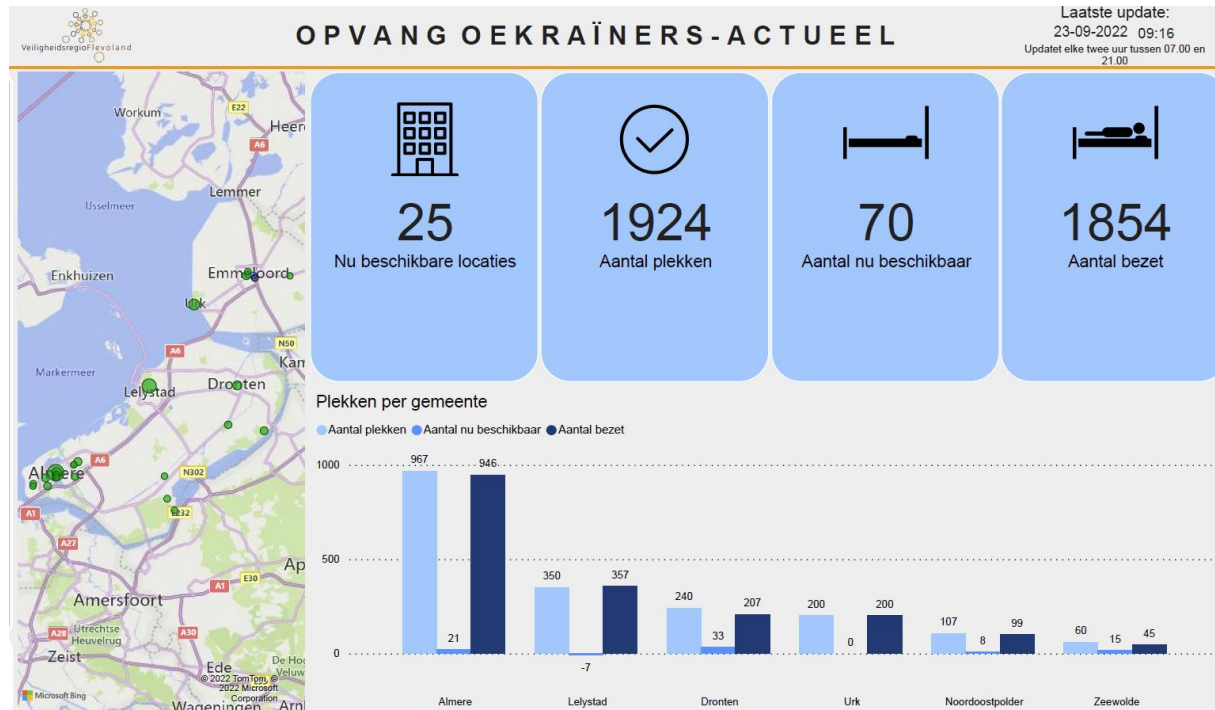 VeiligheidsregioFlevoland
OPVANG OEKRAÏNERS-ACTUEEL
Laatste update:
23-09-2022 09:16
Updatet elke twee uur tussen 07.00 en
21.00
Workum
E22
Heer
A6
Lemmer
IJsselmeer
Enkhuizen
Emmeloord
Urk
N50
A6
Kam
Markermeer
Lelystad
Dronten
A6
Almere
N302
A1
E232
A27
Ap
E30
A1
Amersfoort
A28
Utrechtse
Heuvelrug
A30
Zeist
Ede
De Hog
Veluw
© 2022 TomTom, ©
2022 Microsoft
Corporation
Microsoft Bing
Wageningen
Arnh
25
Nu beschikbare locaties
1924
Aantal plekken
70
Aantal nu beschikbaar
1854
Aantal bezet
Plekken per gemeente
Aantal plekken Aantal nu beschikbaar Aantal bezet
1000
500
0
967
21
946
350
-7
357
240
33
207
200
0
200
107
8
99
60
15
45
Almere
Lelystad
Dronten
Urk
Noordoostpolder
Zeewolde